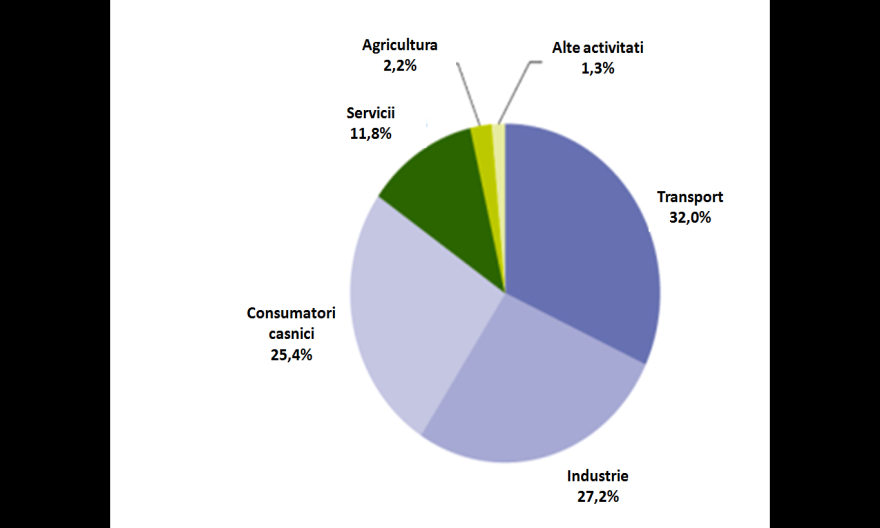 Agricultura
2,2%
Alte activitati
1,3%
Servicii
11,8%
Transport
32,0%
Consumatori
casnici
25,4%
Industrie
27,2%